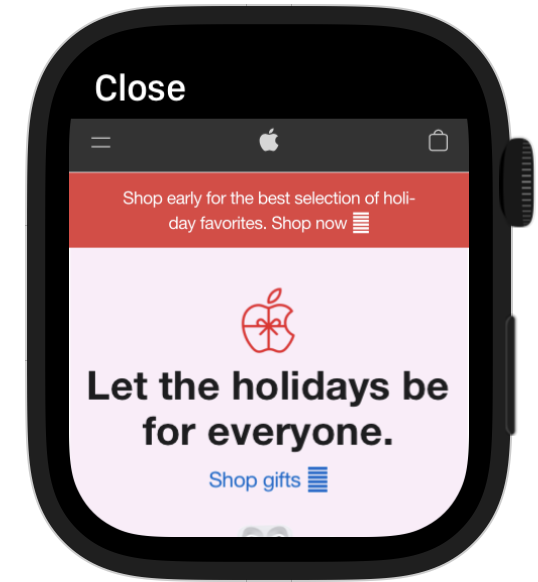 Close
Shop early for the best selection of holi-
day favorites. Shop now
Let the holidays be
for everyone.
Shop gifts